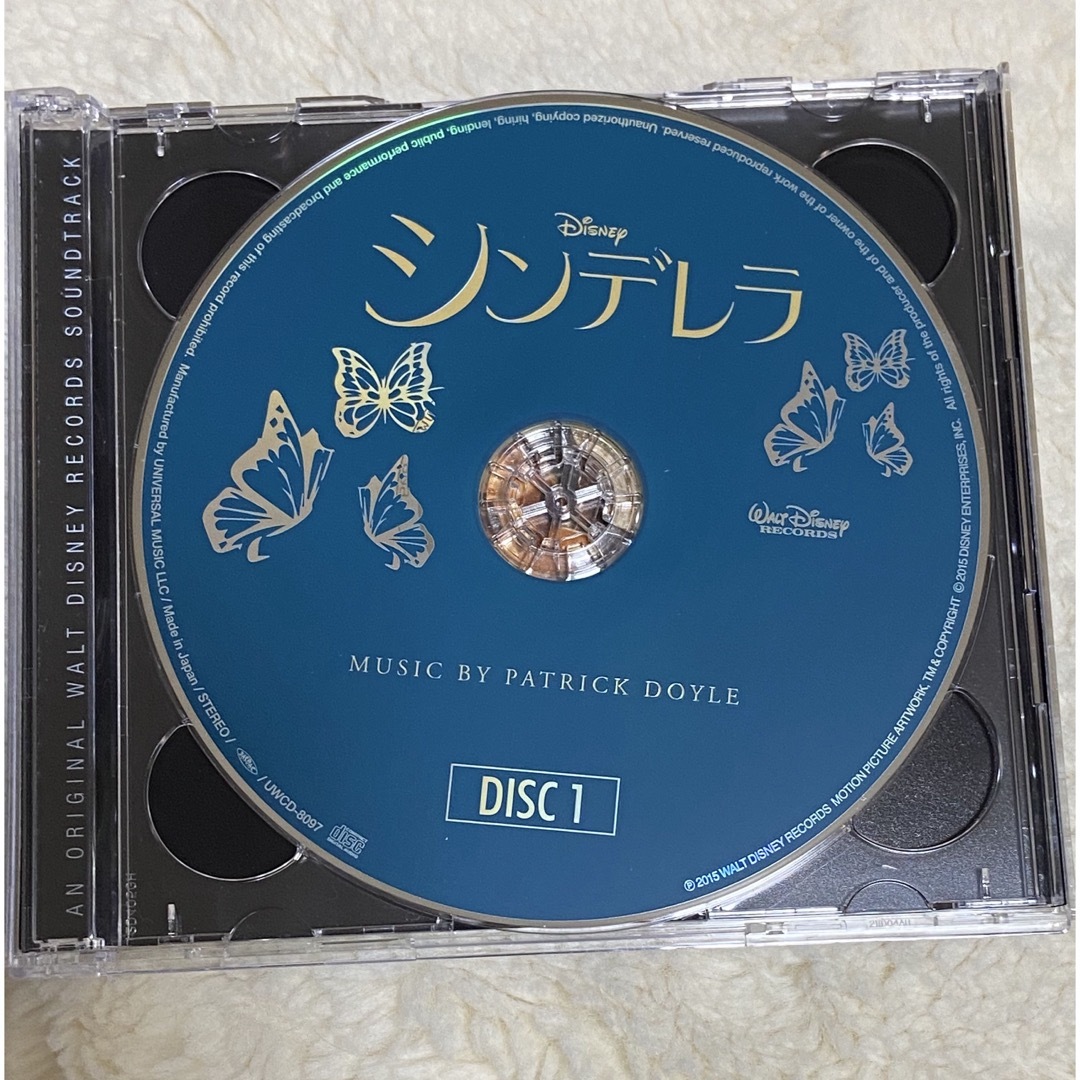 AN ORIGINAL WALT DISNEY RECORDS SOUNDTRACK
Disney
シンデレラ
WALT DISNEY
RECORDS
MUSIC BY PATRICK DOYLE
DISC 1
All rights of the producer and of the owner of the work reproduced reserved. Unauthorized copying, hiring, lending, public performance and broadcasting of this record prohibited. Manufactured by UNIVERSAL MUSIC LLC / Made in Japan / STEREO / UWCD-8097
disc
℗ 2015 WALT DISNEY RECORDS MOTION PICTURE ARTWORK, TM & COPYRIGHT © 2015 DISNEY ENTERPRISES, INC.